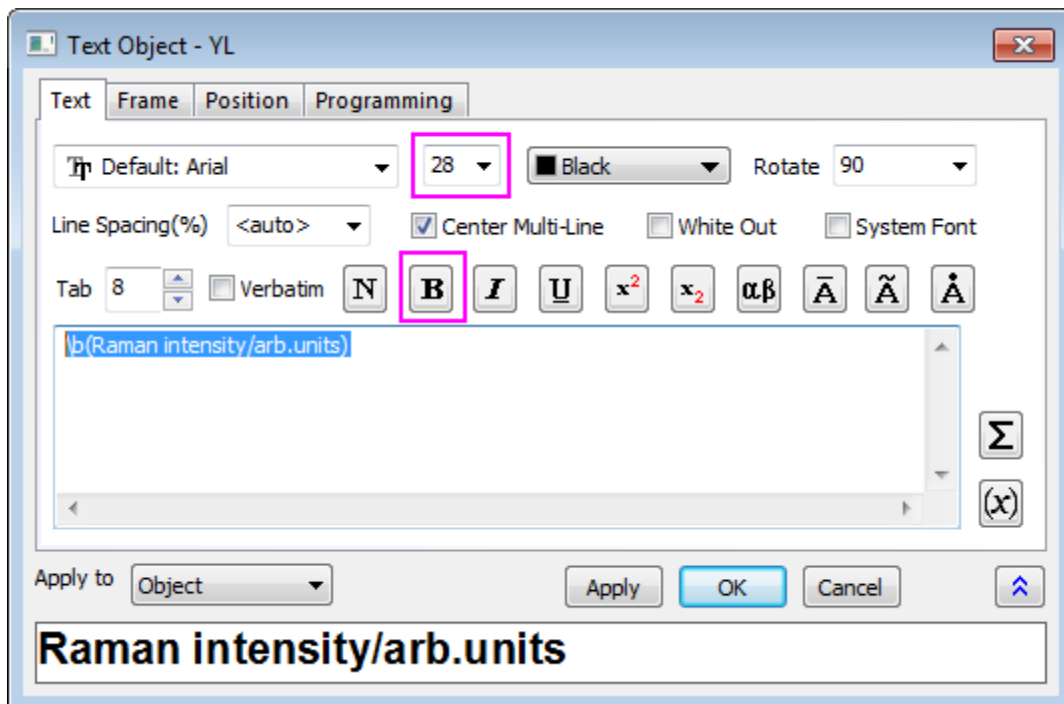 Text Object - YL
Text Frame Position Programming
Default: Arial 28 Black Rotate 90
Line Spacing(%) <auto> Center Multi-Line White Out System Font
Tab 8 Verbatim N B I U x² x₂ αβ Ā Ã Å
\b(Raman intensity/arb.units)
Σ
(x)
Apply to Object Apply OK Cancel
Raman intensity/arb.units